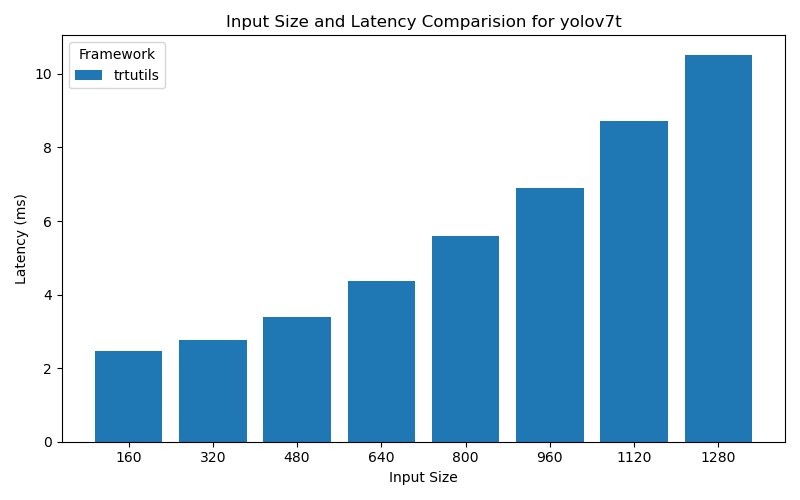 Input Size and Latency Comparision for yolov7t
Framework
trtutils
10
8
6
4
2
0
Latency (ms)
160 320 480 640 800 960 1120 1280
Input Size